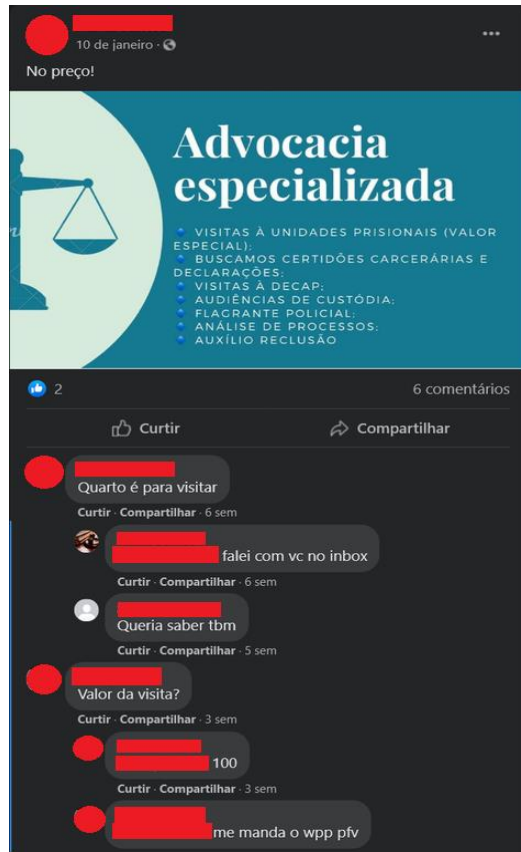 10 de janeiro ·
No preço!
Advocacia
especializada
VISITAS À UNIDADES PRISIONAIS (VALOR
ESPECIAL);
BUSCAMOS CERTIDÕES CARCERÁRIAS E
DECLARAÇÕES;
VISITAS À DECAP;
AUDIÊNCIAS DE CUSTÓDIA;
FLAGRANTE POLICIAL;
ANÁLISE DE PROCESSOS;
AUXÍLIO RECLUSÃO
2 6 comentários
Curtir Compartilhar
Quarto é para visitar
Curtir · Compartilhar · 6 sem
falei com vc no inbox
Curtir · Compartilhar · 6 sem
Queria saber tbm
Curtir · Compartilhar · 5 sem
Valor da visita?
Curtir · Compartilhar · 3 sem
100
Curtir · Compartilhar · 3 sem
me manda o wpp pfv